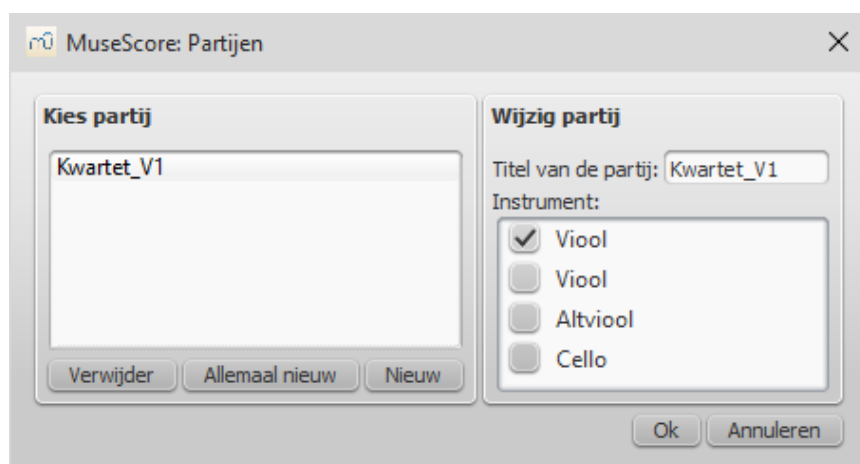 MuseScore: Partijen
Kies partij
Kwartet_V1
Verwijder
Allemaal nieuw
Nieuw
Wijzig partij
Titel van de partij: Kwartet_V1
Instrument:
Viool
Viool
Altviool
Cello
Ok
Annuleren